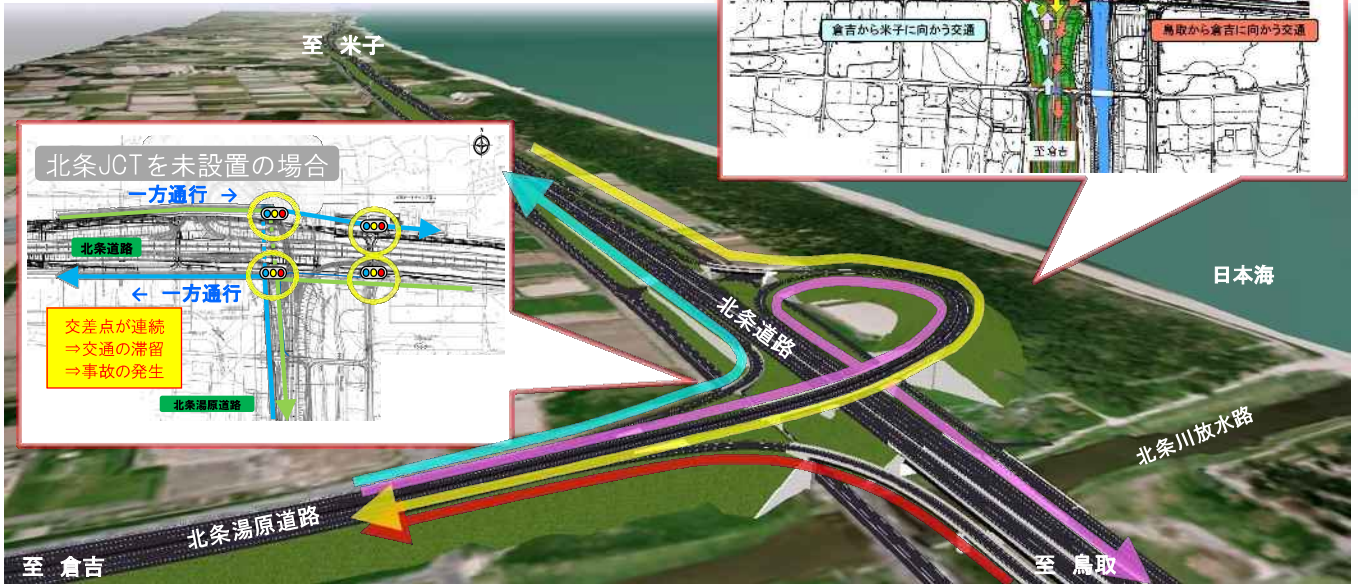 至 米子
倉吉から米子に向かう交通
鳥取から倉吉に向かう交通
至 倉吉
北条JCTを未設置の場合
一方通行 →
北条道路
← 一方通行
交差点が連続
⇒交通の滞留
⇒事故の発生
北条湯原道路
日本海
北条道路
北条川放水路
北条湯原道路
至 倉吉
至 鳥取